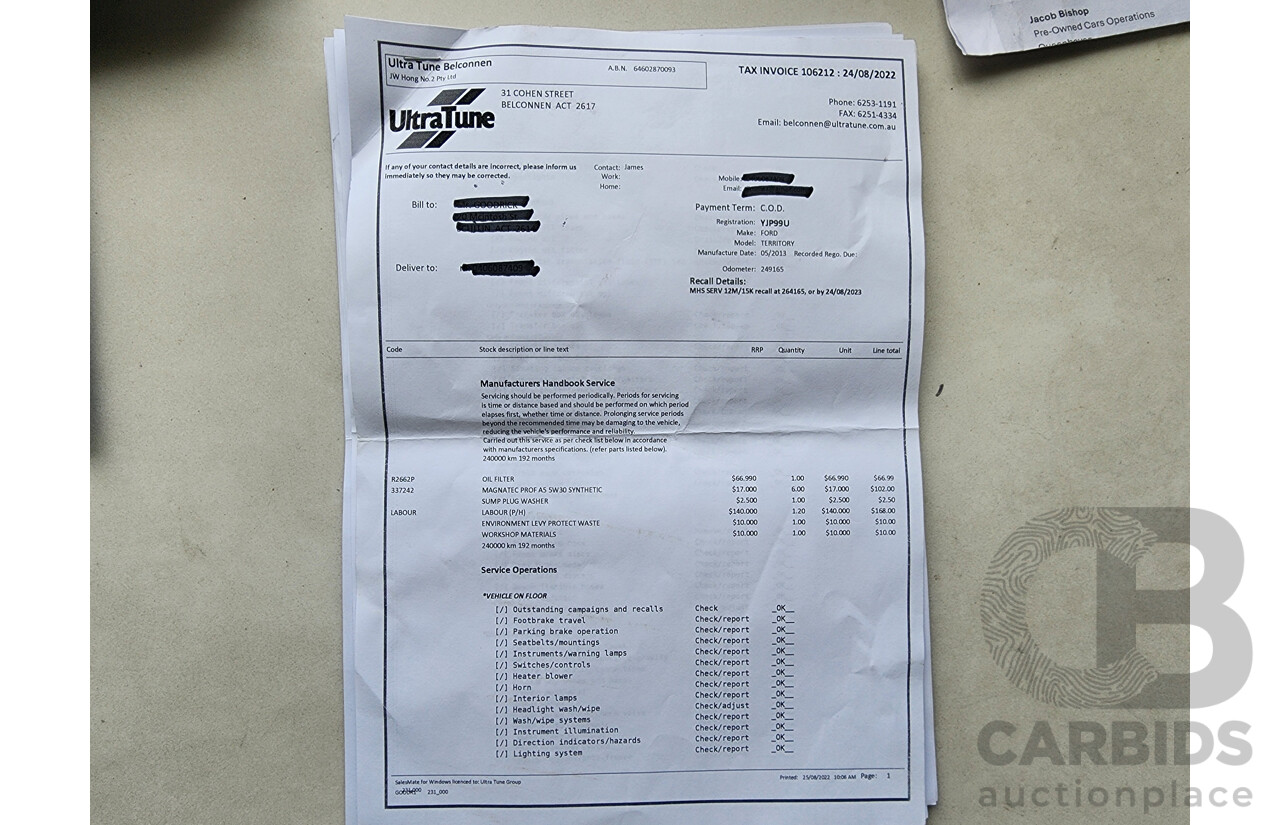 Jacob Bishop
Pre-Owned Cars Operations
Ultra Tune Belconnen
JW Hong No.2 Pty Ltd
A.B.N. 64602870093
TAX INVOICE 106212 : 24/08/2022
31 COHEN STREET
BELCONNEN ACT 2617
Phone: 6253-1191
FAX: 6251-4334
Email: belconnen@ultratune.com.au
UltraTune
If any of your contact details are incorrect, please inform us
immediately so they may be corrected.
Contact: James
Work:
Home:
Mobile:
Email:
Bill to:
Payment Term: C.O.D.
Registration: YJP99U
Make: FORD
Model: TERRITORY
Manufacture Date: 05/2013 Recorded Rego. Due:
Deliver to:
Odometer: 249165
Recall Details:
MHS SERV 12M/15K recall at 264165, or by 24/08/2023
Code Stock description or line text RRP Quantity Unit Line total
Manufacturers Handbook Service
Servicing should be performed periodically. Periods for servicing
is time or distance based and should be performed on which period
elapses first, whether time or distance. Prolonging service periods
beyond the recommended time may be damaging to the vehicle,
reducing the vehicle's performance and reliability.
Carried out this service as per check list below in accordance
with manufacturers specifications. (refer parts listed below).
240000 km 192 months
R2662P OIL FILTER $66.990 1.00 $66.990 $66.99
337242 MAGNATEC PROF A5 5W30 SYNTHETIC $17.000 6.00 $17.000 $102.00
SUMP PLUG WASHER $2.500 1.00 $2.500 $2.50
LABOUR LABOUR (P/H) $140.000 1.20 $140.000 $168.00
ENVIRONMENT LEVY PROTECT WASTE $10.000 1.00 $10.000 $10.00
WORKSHOP MATERIALS $10.000 1.00 $10.000 $10.00
240000 km 192 months
Service Operations
*VEHICLE ON FLOOR
[/] Outstanding campaigns and recalls Check _OK__
[/] Footbrake travel Check/report _OK__
[/] Parking brake operation Check/report _OK__
[/] Seatbelts/mountings Check/report _OK__
[/] Instruments/warning lamps Check/report _OK__
[/] Switches/controls Check/report _OK__
[/] Heater blower Check/report _OK__
[/] Horn Check/report _OK__
[/] Interior lamps Check/report _OK__
[/] Headlight wash/wipe Check/adjust _OK__
[/] Wash/wipe systems Check/report _OK__
[/] Instrument illumination Check/report _OK__
[/] Direction indicators/hazards Check/report _OK__
[/] Lighting system Check/report _OK__
SalesMate for Windows licenced to: Ultra Tune Group
231_000
Printed: 25/08/2022 10:06 AM Page: 1
CB
CARBIDS
auctionplace